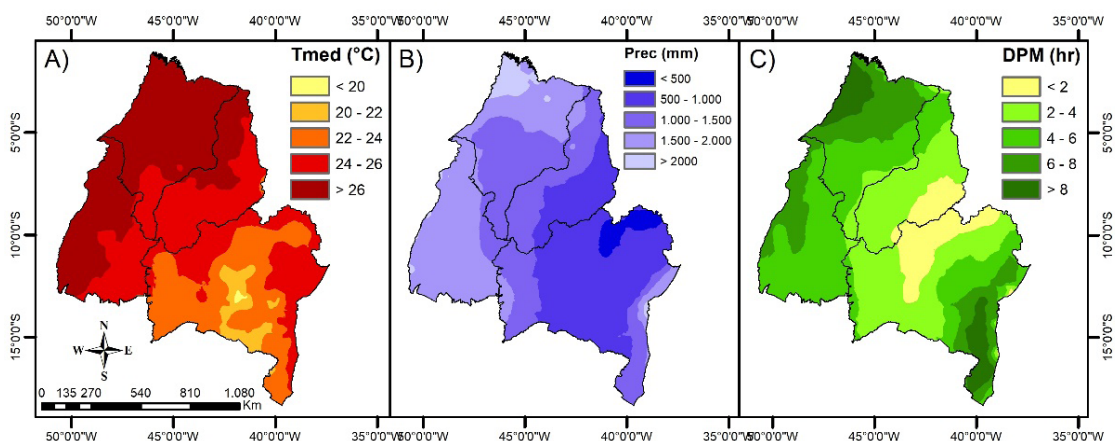 50°0'0"W 45°0'0"W 40°0'0"W 35°0'0"W 50°0'0"W 45°0'0"W 40°0'0"W 35°0'0"W 50°0'0"W 45°0'0"W 40°0'0"W 35°0'0"W
A)
Tmed (°C)
< 20
20 - 22
22 - 24
24 - 26
> 26
5°0'0"S
10°0'0"S
15°0'0"S
N
W E
S
0 135 270 540 810 1.080
Km
B)
Prec (mm)
< 500
500 - 1.000
1.000 - 1.500
1.500 - 2.000
> 2000
C)
DPM (hr)
< 2
2 - 4
4 - 6
6 - 8
> 8
5°0'0"S
10°0'0"S
15°0'0"S
50°0'0"W 45°0'0"W 40°0'0"W 35°0'0"W 50°0'0"W 45°0'0"W 40°0'0"W 35°0'0"W 50°0'0"W 45°0'0"W 40°0'0"W 35°0'0"W